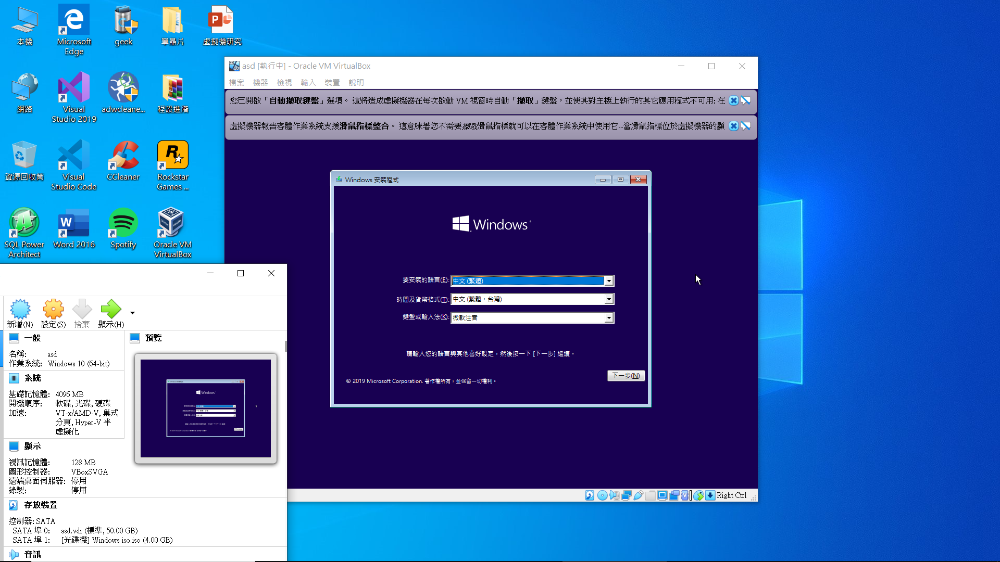 本機
Microsoft
Edge
geek
單晶片
虛擬機研究
網路
Visual
Studio 2019
adwcleane...
程設進階
資源回收筒
Visual
Studio Code
CCleaner
Rockstar
Games ...
SQL Power
Architect
Word 2016
Spotify
Oracle VM
VirtualBox
asd [執行中] - Oracle VM VirtualBox
檔案 機器 檢視 輸入 裝置 說明
您已開啟「自動擷取鍵盤」選項。 這將造成虛擬機器在每次啟動 VM 視窗時自動「擷取」鍵盤，並使其對主機上執行的其它應用程式不可用: 在
虛擬機器報告客體作業系統支援滑鼠指標整合。 這意味著您不需要擷取滑鼠指標就可以在客體作業系統中使用它--當滑鼠指標位於虛擬機器的顯
Windows 安裝程式
Windows
要安裝的語言(E): 中文 (繁體)
時間及貨幣格式(T): 中文 (繁體，台灣)
鍵盤或輸入法(K): 微軟注音
請輸入您的語言與其他喜好設定，然後按一下 [下一步] 繼續。
© 2019 Microsoft Corporation. 著作權所有，並保留一切權利。
下一步(N)
Right Ctrl
新增(N) 設定(S) 捨棄 顯示(H)
一般
名稱: asd
作業系統: Windows 10 (64-bit)
系統
基礎記憶體: 4096 MB
開機順序: 軟碟, 光碟, 硬碟
加速: VT-x/AMD-V, 巢式
分頁, Hyper-V 半
虛擬化
預覽
顯示
視訊記憶體: 128 MB
圖形控制器: VBoxSVGA
遠端桌面伺服器: 停用
錄製: 停用
存放裝置
控制器: SATA
SATA 埠 0: asd.vdi (標準, 50.00 GB)
SATA 埠 1: [光碟機] Windows iso.iso (4.00 GB)
音訊